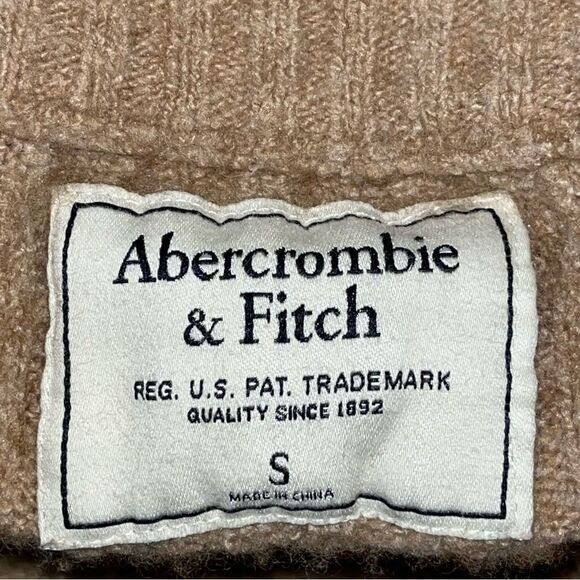 Abercrombie
& Fitch
REG. U.S. PAT. TRADEMARK
QUALITY SINCE 1892
S
MADE IN CHINA